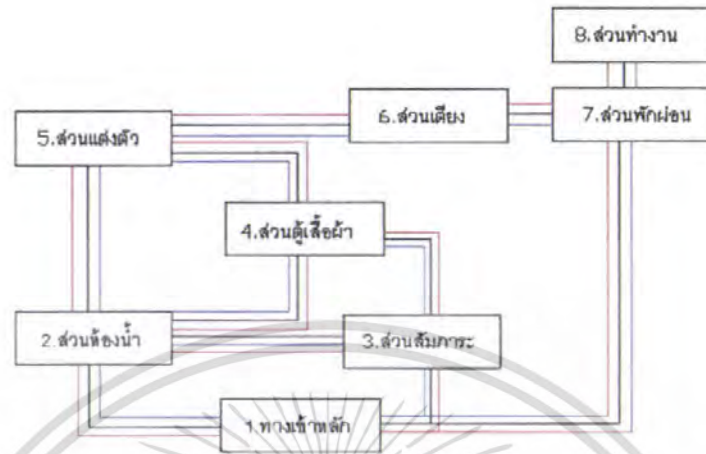 8.ส่วนทำงาน
6.ส่วนเตียง
7.ส่วนพักผ่อน
5.ส่วนแต่งตัว
4.ส่วนตู้เสื้อผ้า
2.ส่วนห้องน้ำ
3.ส่วนสัมภาระ
1.ทางเข้าหลัก